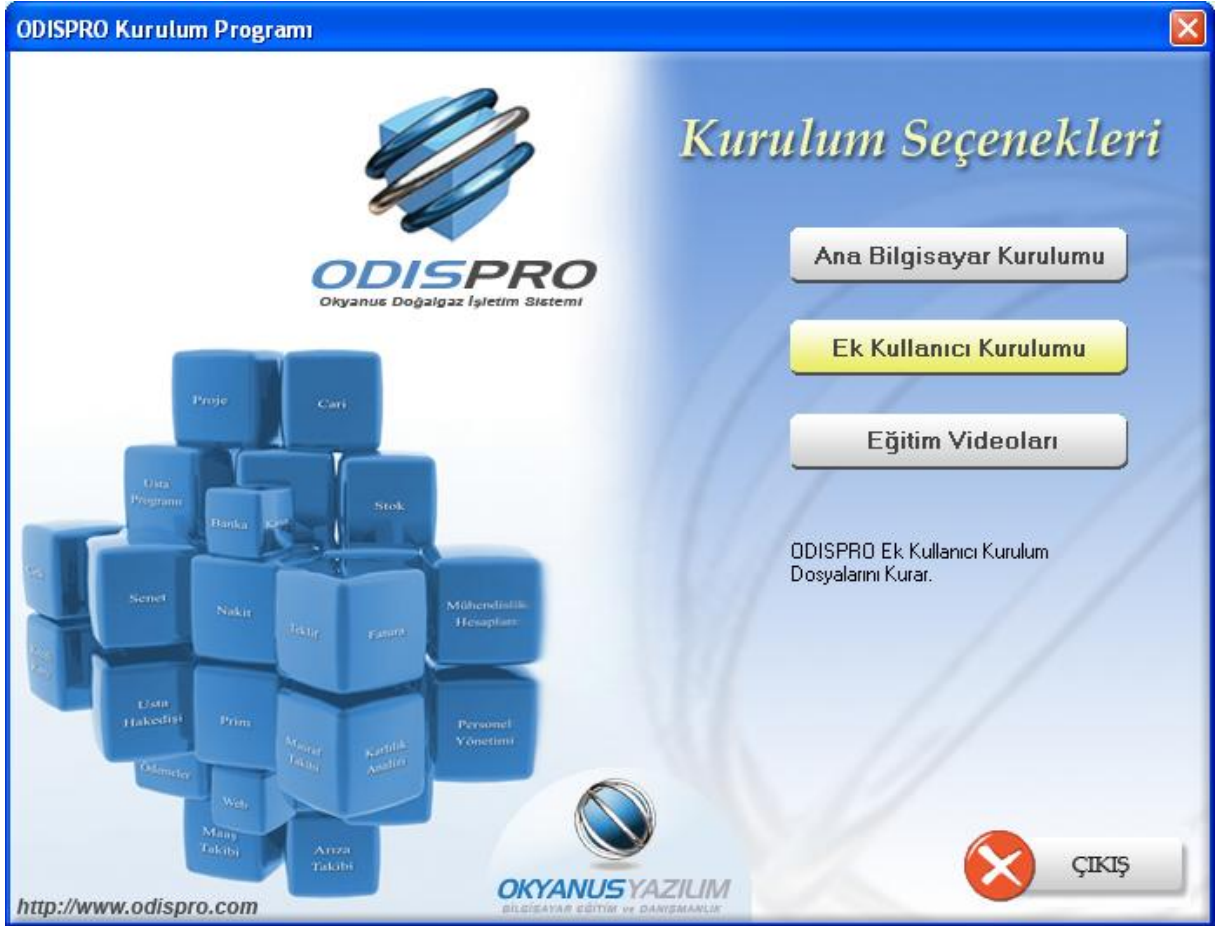 ODISPRO Kurulum Programı
ODISPRO
Okyanus Doğalgaz İşletim Sistemi
Kurulum Seçenekleri
Ana Bilgisayar Kurulumu
Ek Kullanıcı Kurulumu
Eğitim Videoları
ODISPRO Ek Kullanıcı Kurulum
Dosyalarını Kurar.
Proje
Cari
Usta
Programı
Banka
Stok
Senet
Nakit
Teklif
Fatura
Mühendislik
Hesapları
Usta
Hakedişi
Prim
Masraf
Takibi
Karlılık
Analizi
Personel
Yönetimi
Ödemeler
Web
Maaş
Takibi
Arıza
Takibi
OKYANUS YAZILIM
BİLGİSAYAR EĞİTİM ve DANIŞMANLIK
http://www.odispro.com
ÇIKIŞ